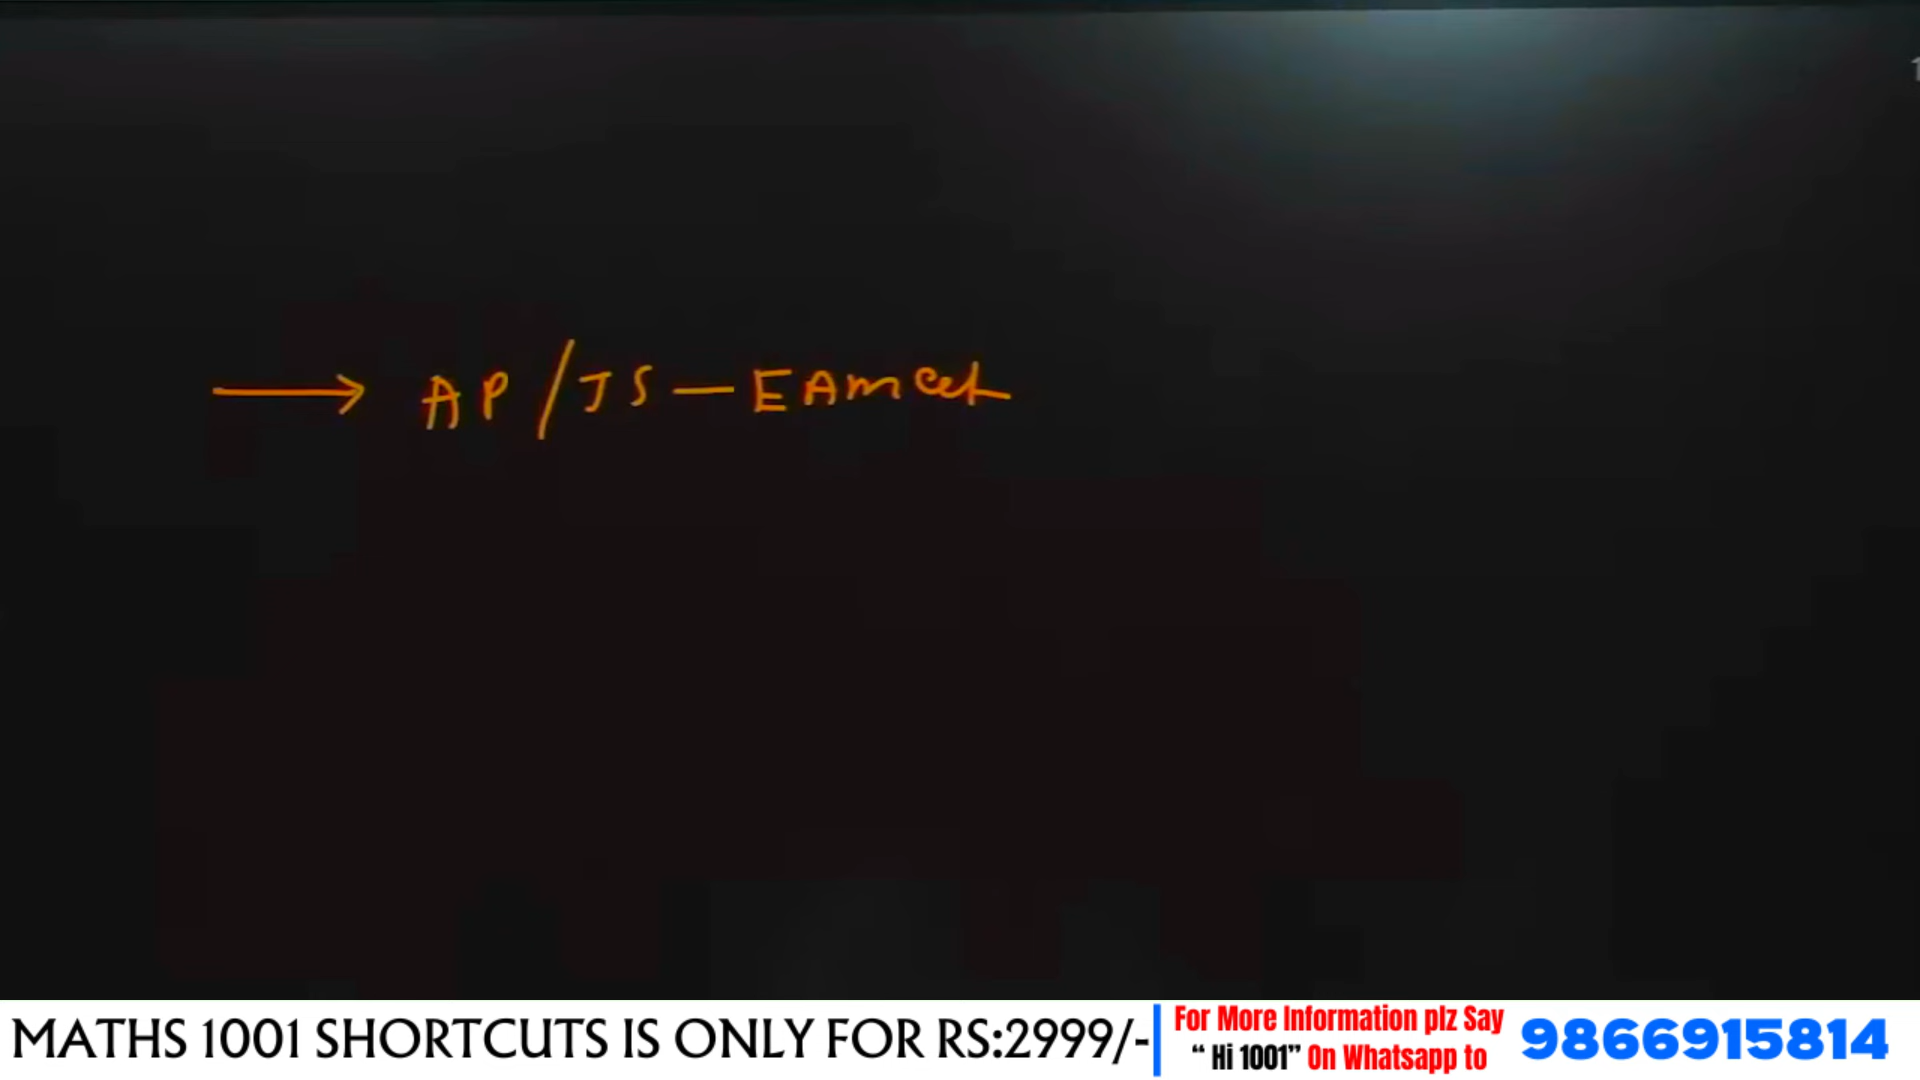 → AP/TS — EAmcet
MATHS 1001 SHORTCUTS IS ONLY FOR RS:2999/-
For More Information plz Say
“ Hi 1001” On Whatsapp to
9866915814